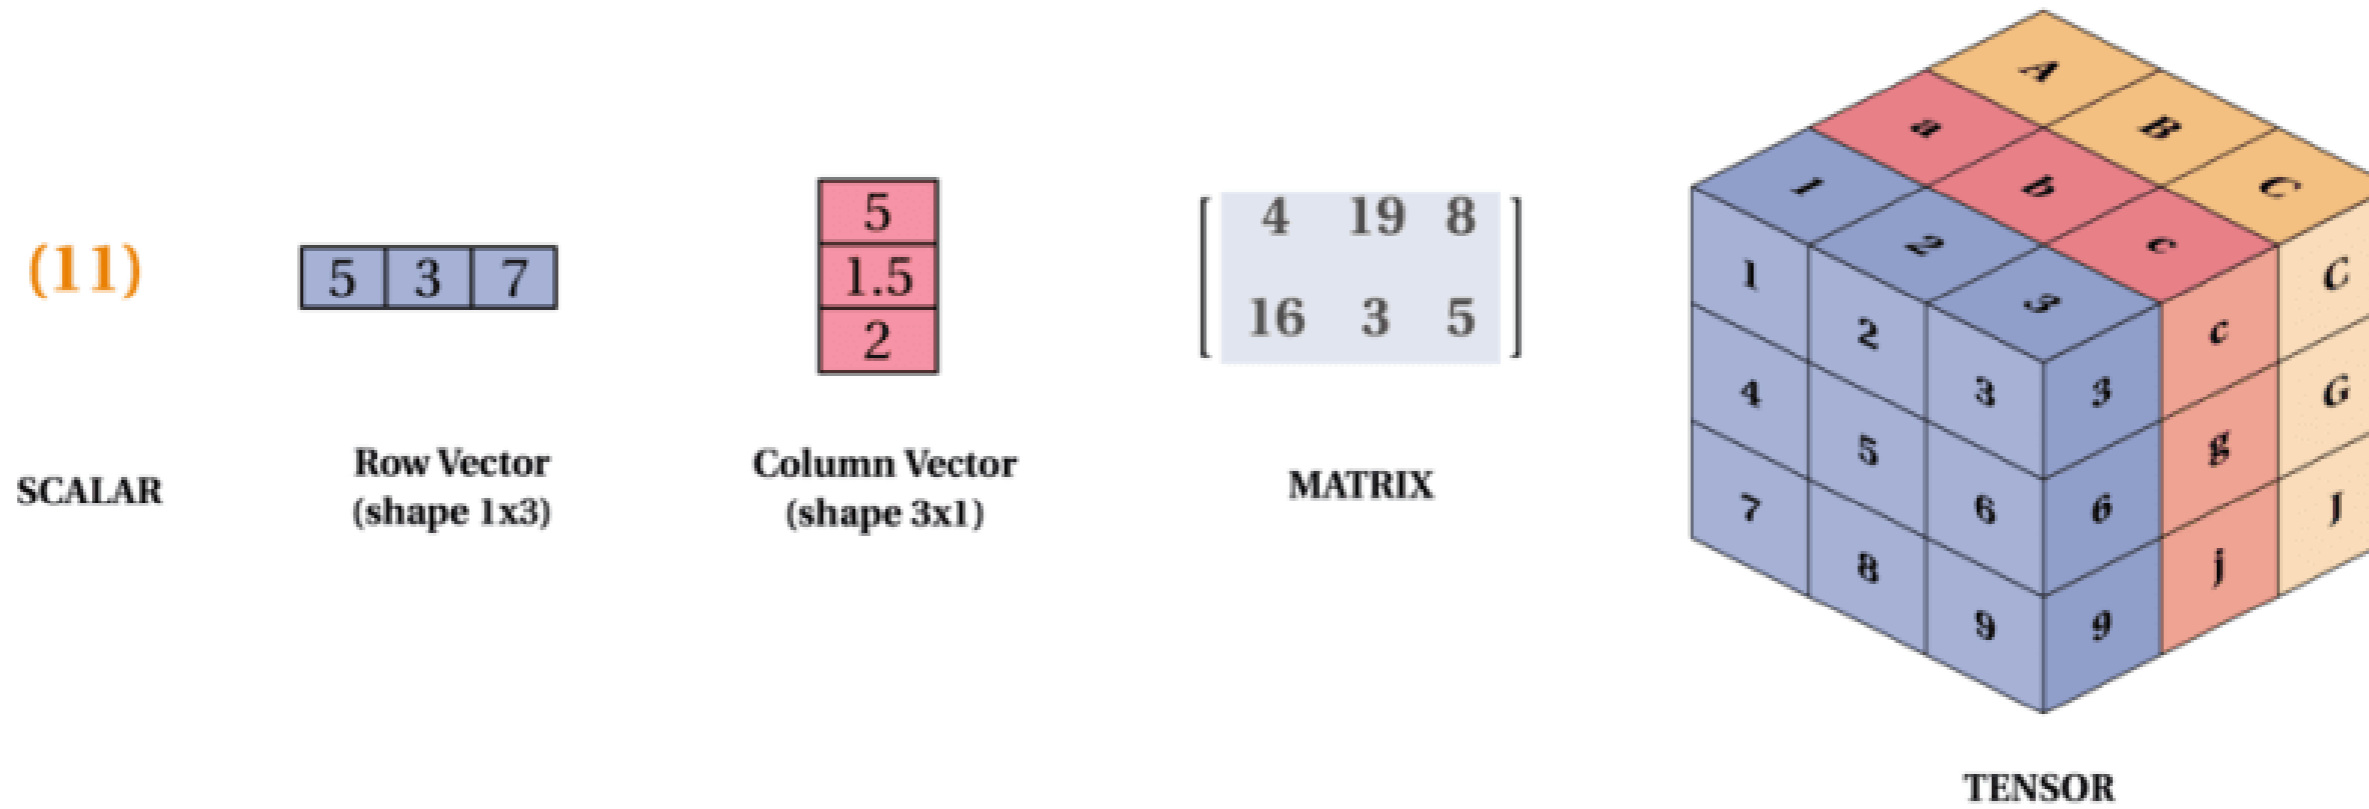 (11)
SCALAR
5 3 7
Row Vector
(shape 1x3)
5
1.5
2
Column Vector
(shape 3x1)
4 19 8
16 3 5
MATRIX
A
a B
1 b C
2 c
3
1 C
2 c
4 3 3 G
5 g
7 6 6 J
8 j
9 9
TENSOR